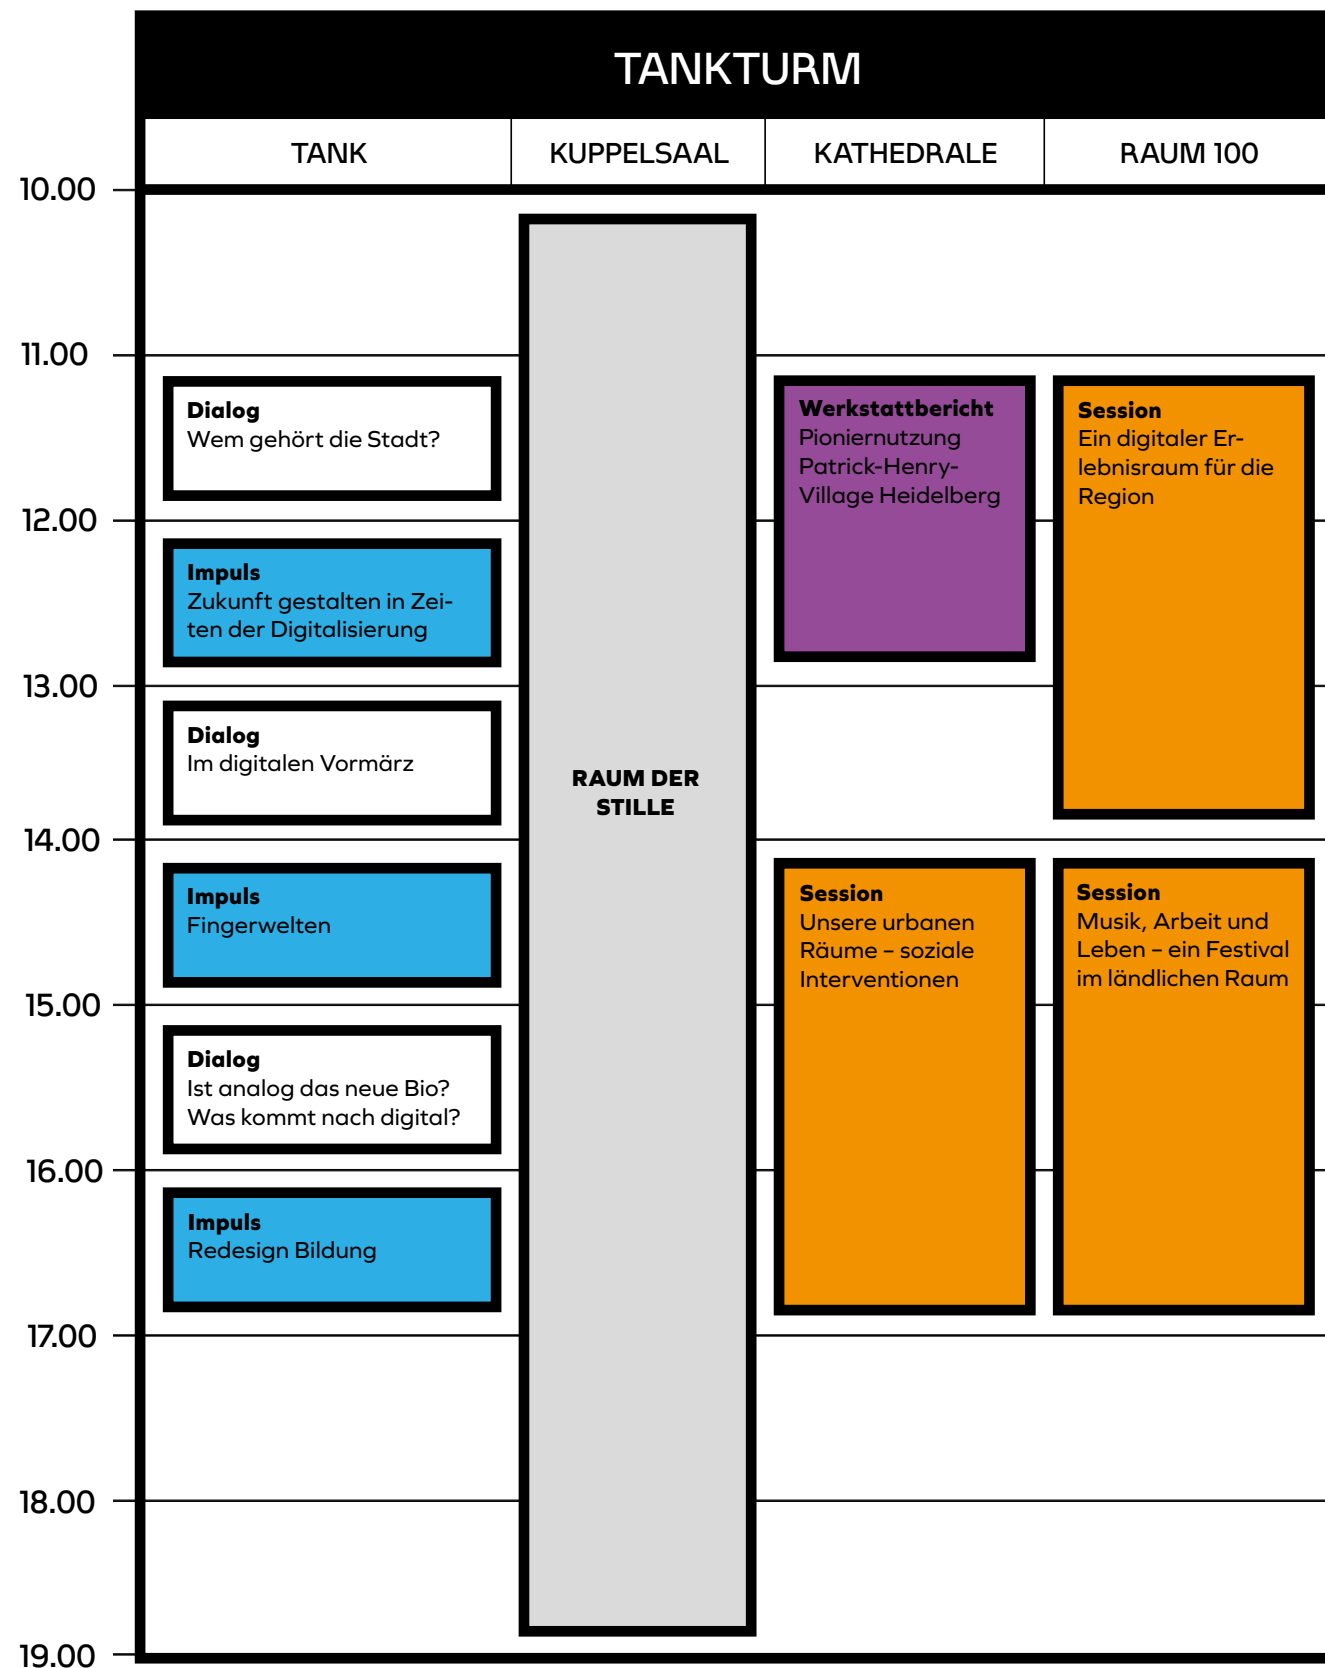 TANKTURM
TANK
KUPPELSAAL
KATHEDRALE
RAUM 100
10.00
11.00
12.00
13.00
14.00
15.00
16.00
17.00
18.00
19.00
Dialog
Wem gehört die Stadt?
Impuls
Zukunft gestalten in Zei-
ten der Digitalisierung
Dialog
Im digitalen Vormärz
Impuls
Fingerwelten
Dialog
Ist analog das neue Bio?
Was kommt nach digital?
Impuls
Redesign Bildung
RAUM DER
STILLE
Werkstattbericht
Pioniernutzung
Patrick-Henry-
Village Heidelberg
Session
Unsere urbanen
Räume – soziale
Interventionen
Session
Ein digitaler Er-
lebnisraum für die
Region
Session
Musik, Arbeit und
Leben – ein Festival
im ländlichen Raum